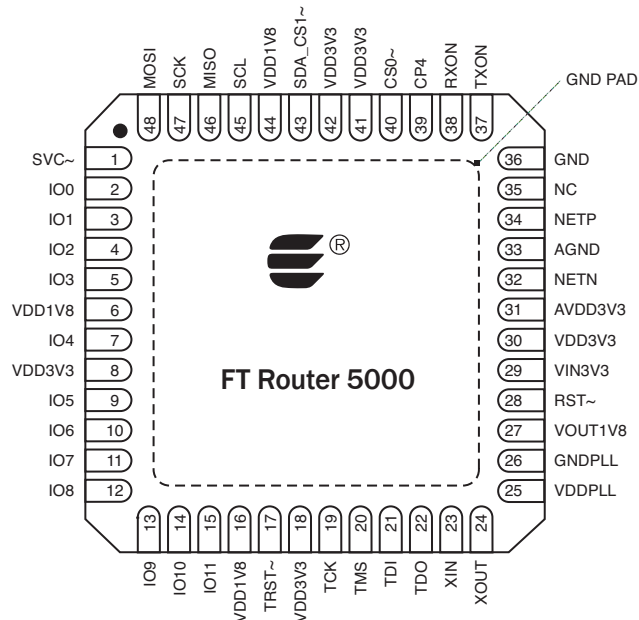 MOSI
SCK
MISO
SCL
VDD1V8
SDA_CS1~
VDD3V3
VDD3V3
CS0~
CP4
RXON
TXON
GND PAD
48
47
46
45
44
43
42
41
40
39
38
37
SVC~ 1
IO0 2
IO1 3
IO2 4
IO3 5
VDD1V8 6
IO4 7
VDD3V3 8
IO5 9
IO6 10
IO7 11
IO8 12
®
FT Router 5000
36 GND
35 NC
34 NETP
33 AGND
32 NETN
31 AVDD3V3
30 VDD3V3
29 VIN3V3
28 RST~
27 VOUT1V8
26 GNDPLL
25 VDDPLL
13
14
15
16
17
18
19
20
21
22
23
24
IO9
IO10
IO11
VDD1V8
TRST~
VDD3V3
TCK
TMS
TDI
TDO
XIN
XOUT